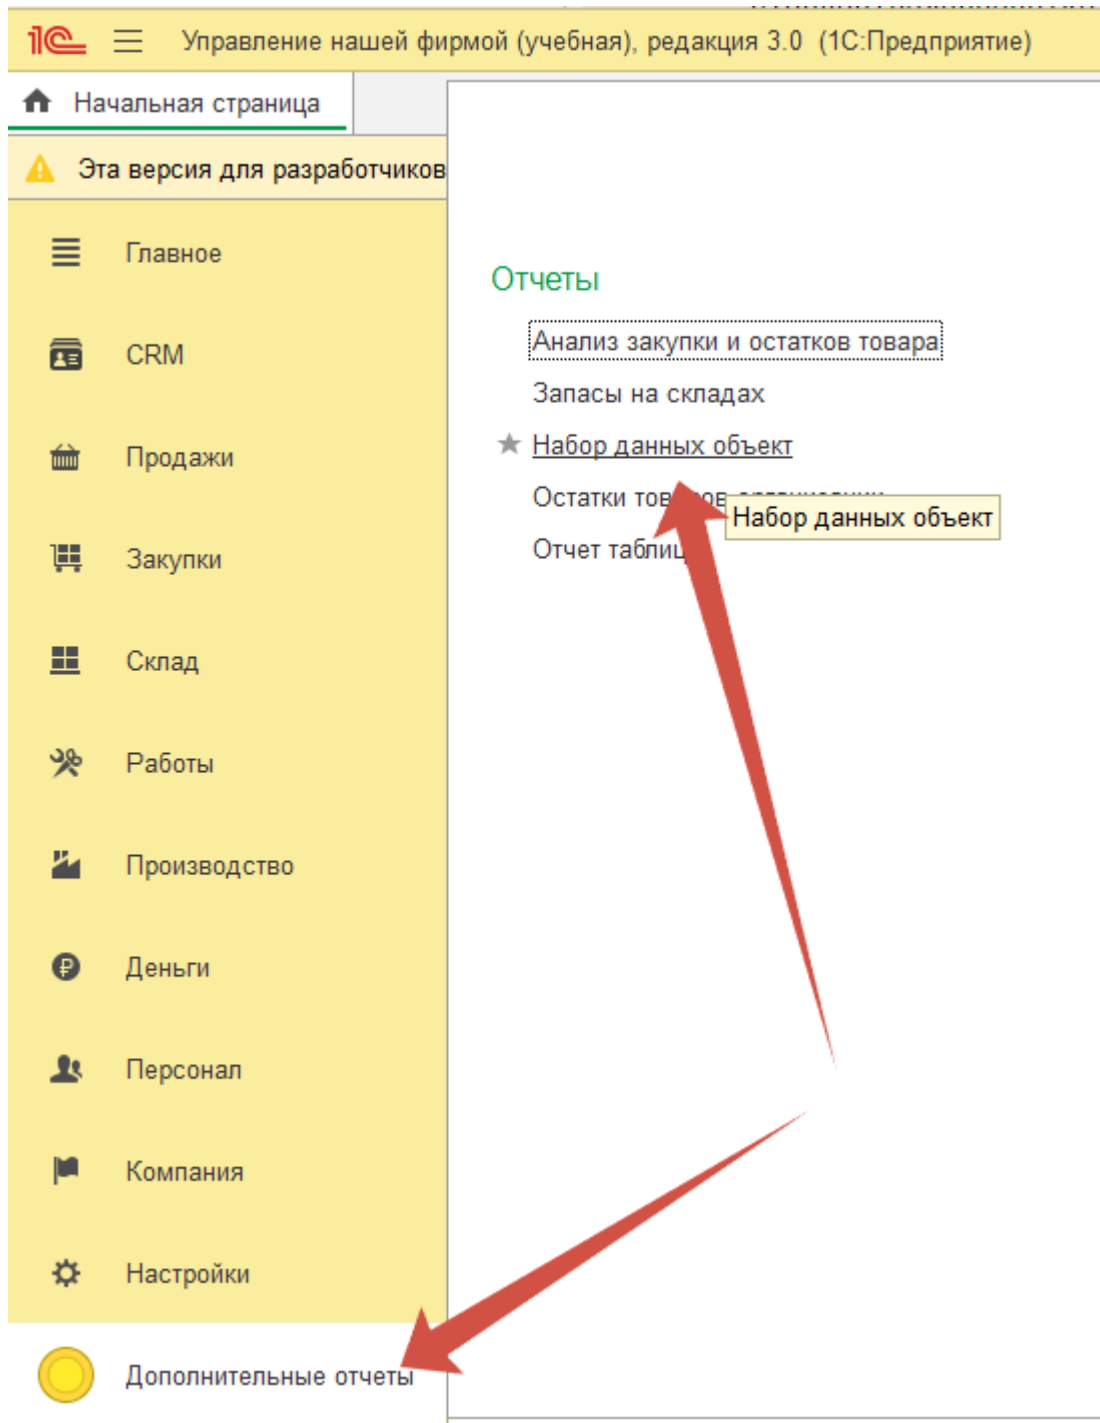 1С Управление нашей фирмой (учебная), редакция 3.0 (1С:Предприятие)
Начальная страница
Эта версия для разработчиков
Главное
CRM
Продажи
Закупки
Склад
Работы
Производство
Деньги
Персонал
Компания
Настройки
Дополнительные отчеты
Отчеты
Анализ закупки и остатков товара
Запасы на складах
Набор данных объект
Остатки
Набор данных объект
Отчет